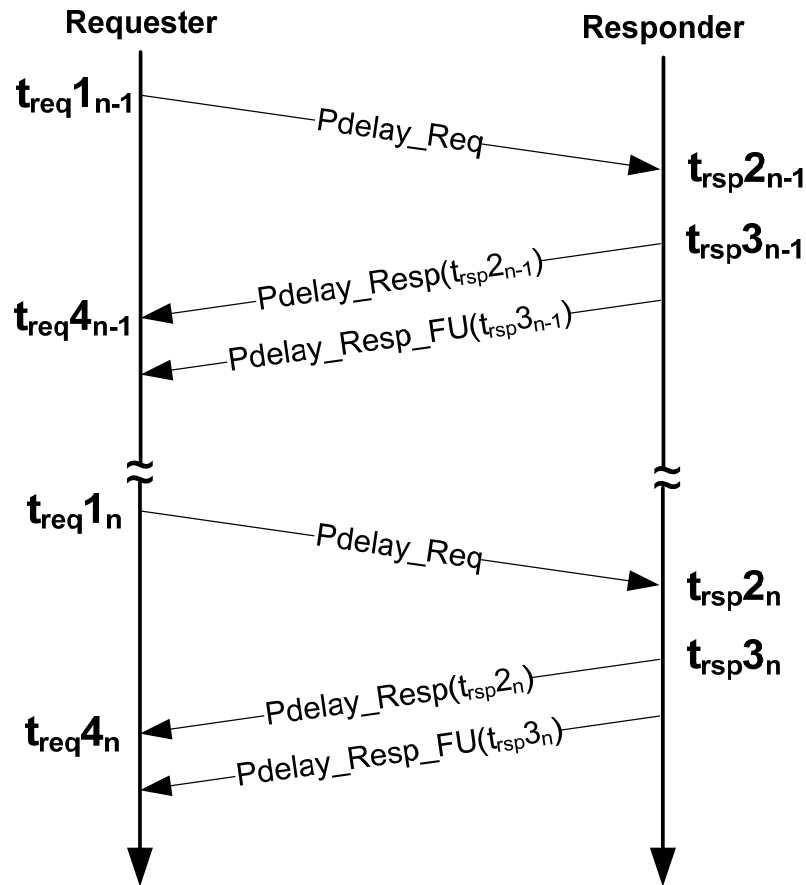 Requester
Responder
treq1n-1
Pdelay_Req
trsp2n-1
trsp3n-1
Pdelay_Resp(trsp2n-1)
treq4n-1
Pdelay_Resp_FU(trsp3n-1)
≈
≈
treq1n
Pdelay_Req
trsp2n
trsp3n
Pdelay_Resp(trsp2n)
treq4n
Pdelay_Resp_FU(trsp3n)